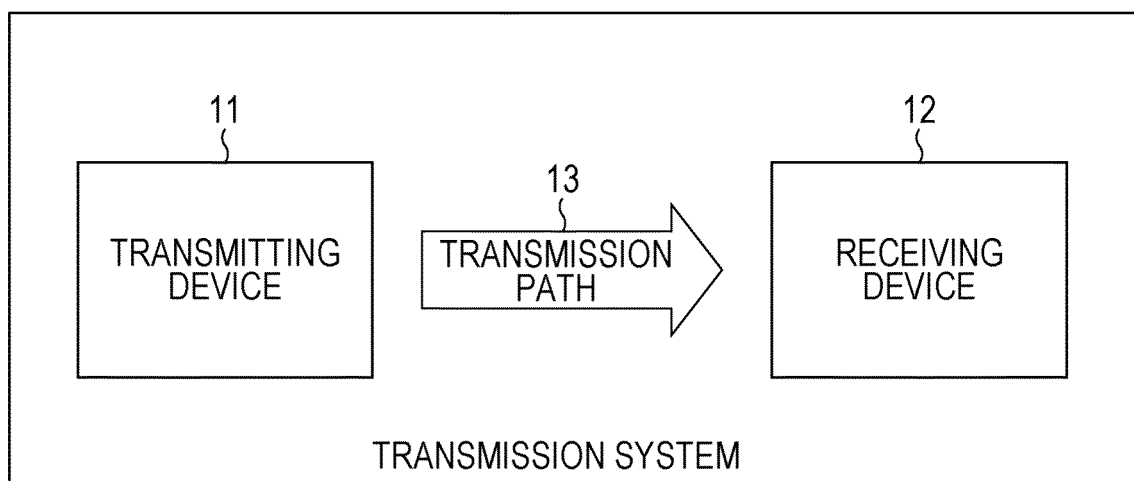 11
12
13
TRANSMITTING
DEVICE
TRANSMISSION
PATH
RECEIVING
DEVICE
TRANSMISSION SYSTEM